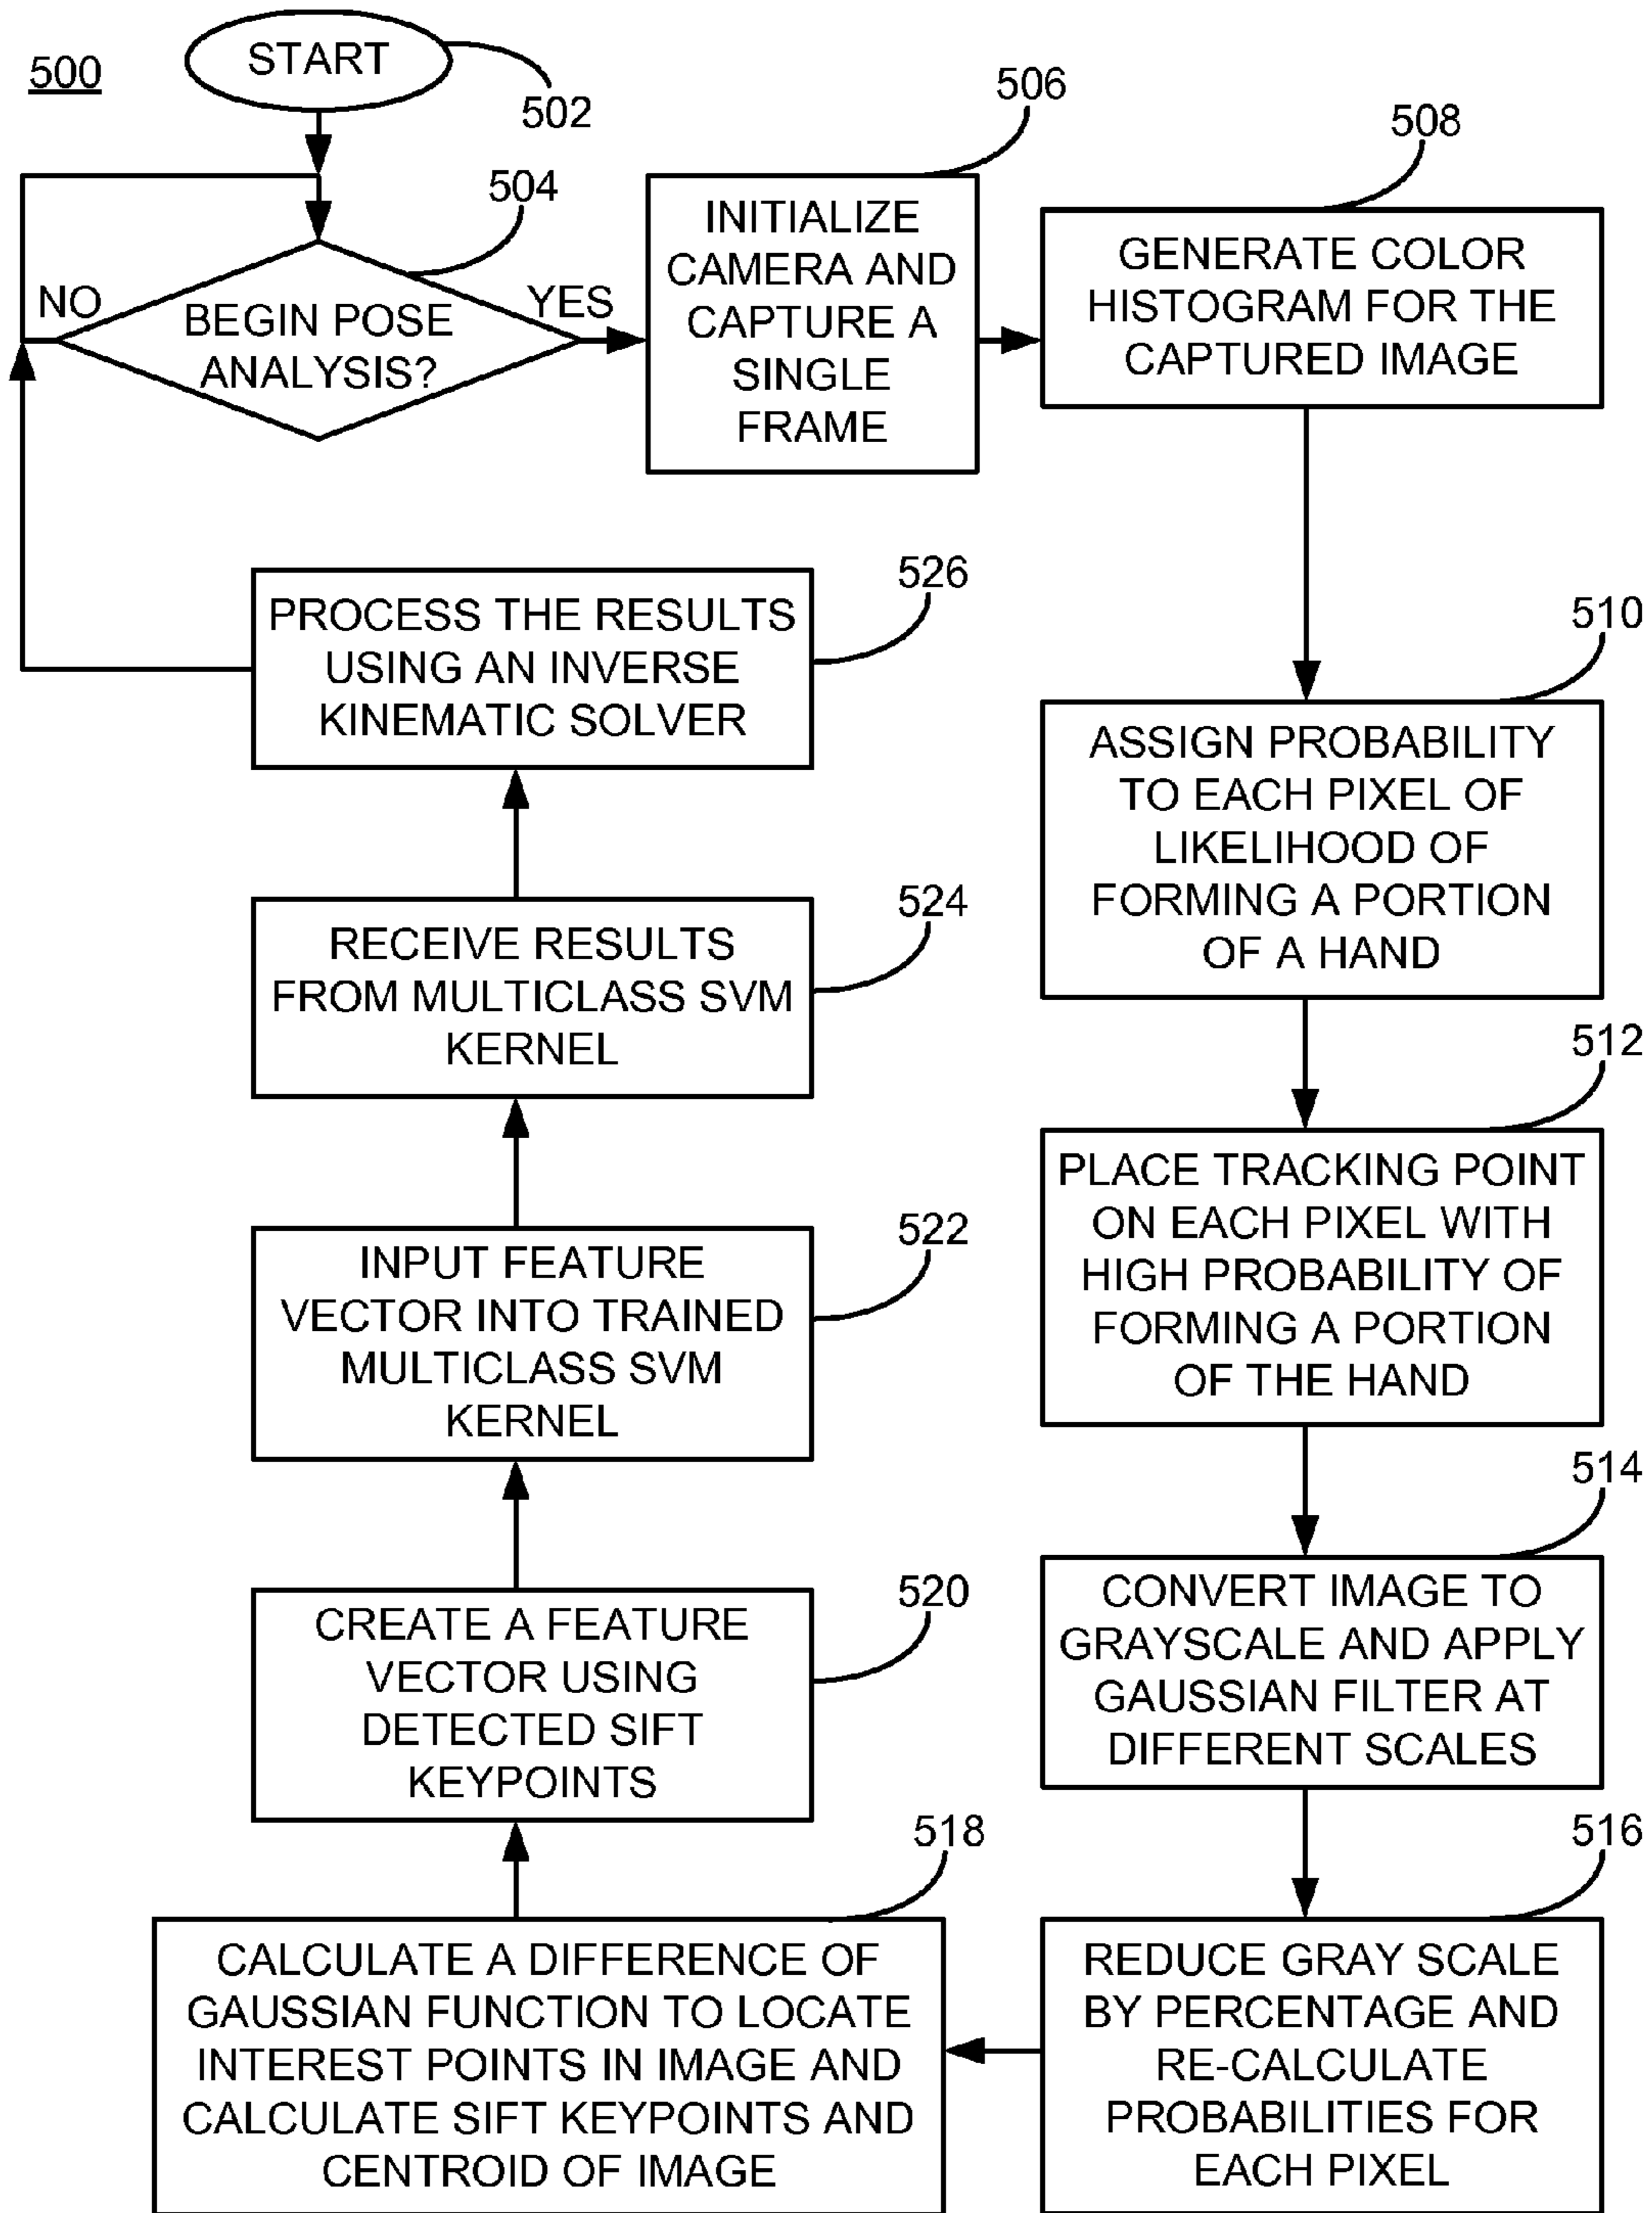 500
START
502
504
BEGIN POSE
ANALYSIS?
NO
YES
506
INITIALIZE
CAMERA AND
CAPTURE A
SINGLE
FRAME
508
GENERATE COLOR
HISTOGRAM FOR THE
CAPTURED IMAGE
510
ASSIGN PROBABILITY
TO EACH PIXEL OF
LIKELIHOOD OF
FORMING A PORTION
OF A HAND
512
PLACE TRACKING POINT
ON EACH PIXEL WITH
HIGH PROBABILITY OF
FORMING A PORTION
OF THE HAND
514
CONVERT IMAGE TO
GRAYSCALE AND APPLY
GAUSSIAN FILTER AT
DIFFERENT SCALES
516
REDUCE GRAY SCALE
BY PERCENTAGE AND
RE-CALCULATE
PROBABILITIES FOR
EACH PIXEL
518
CALCULATE A DIFFERENCE OF
GAUSSIAN FUNCTION TO LOCATE
INTEREST POINTS IN IMAGE AND
CALCULATE SIFT KEYPOINTS AND
CENTROID OF IMAGE
520
CREATE A FEATURE
VECTOR USING
DETECTED SIFT
KEYPOINTS
522
INPUT FEATURE
VECTOR INTO TRAINED
MULTICLASS SVM
KERNEL
524
RECEIVE RESULTS
FROM MULTICLASS SVM
KERNEL
526
PROCESS THE RESULTS
USING AN INVERSE
KINEMATIC SOLVER